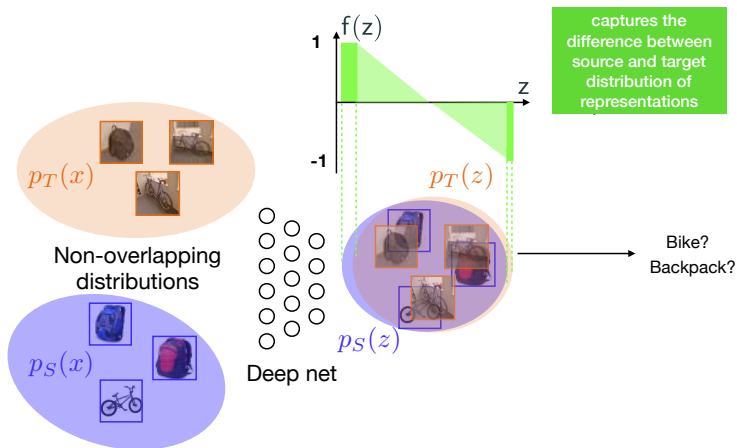 1
f(z)
captures the
difference between
source and target
distribution of
representations
z
-1
p_T(x)
p_T(z)
Non-overlapping
distributions
Bike?
Backpack?
p_S(x)
p_S(z)
Deep net